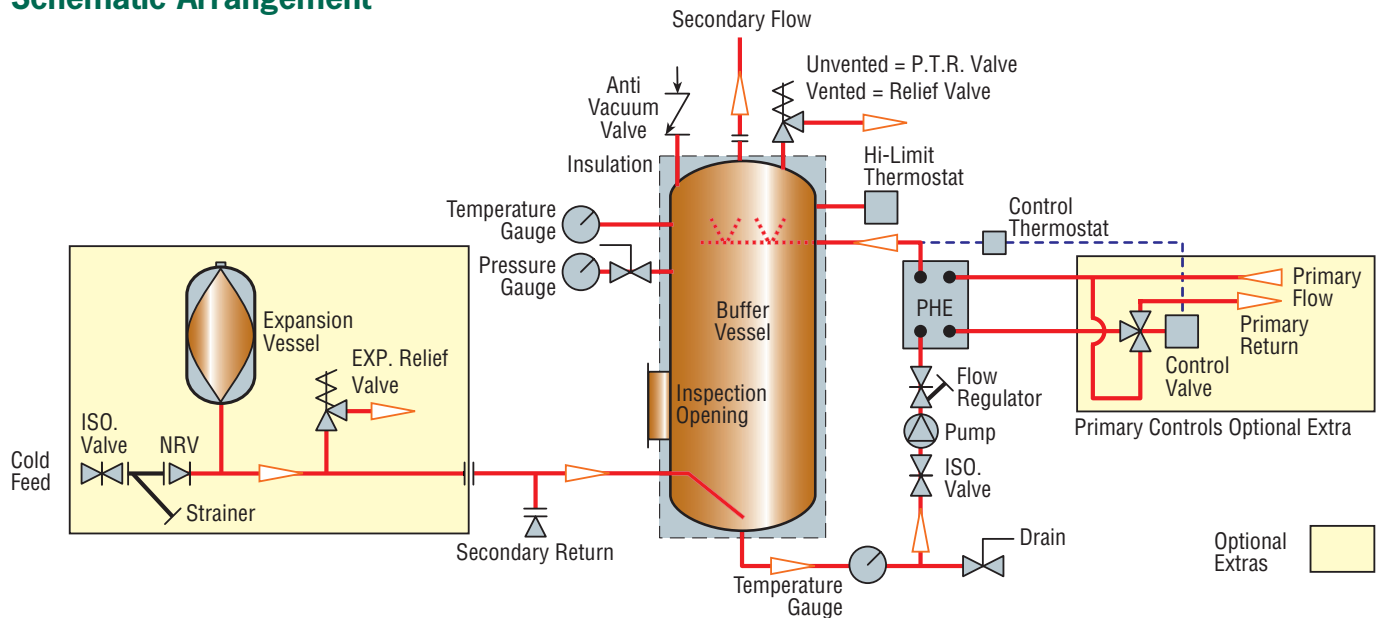 Schematic Arrangement
Secondary Flow
Unvented = P.T.R. Valve
Vented = Relief Valve
Anti
Vacuum
Valve
Insulation
Hi-Limit
Thermostat
Temperature
Gauge
Control
Thermostat
Pressure
Gauge
Primary
Flow
Primary
Return
PHE
Buffer
Vessel
Expansion
Vessel
EXP. Relief
Valve
Control
Valve
Flow
Regulator
Inspection
Opening
Primary Controls Optional Extra
ISO.
Valve
NRV
Pump
Cold
Feed
ISO.
Valve
Strainer
Secondary Return
Drain
Temperature
Gauge
Optional
Extras